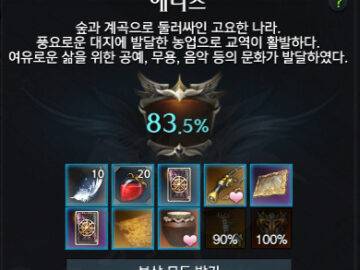 숲과 계곡으로 둘러싸인 고요한 나라.
풍요로운 대지에 발달한 농업으로 교역이 활발하다.
여유로운 삶을 위한 공예, 무용, 음악 등의 문화가 발달하였다.
83.5%
10 20
90% 100%